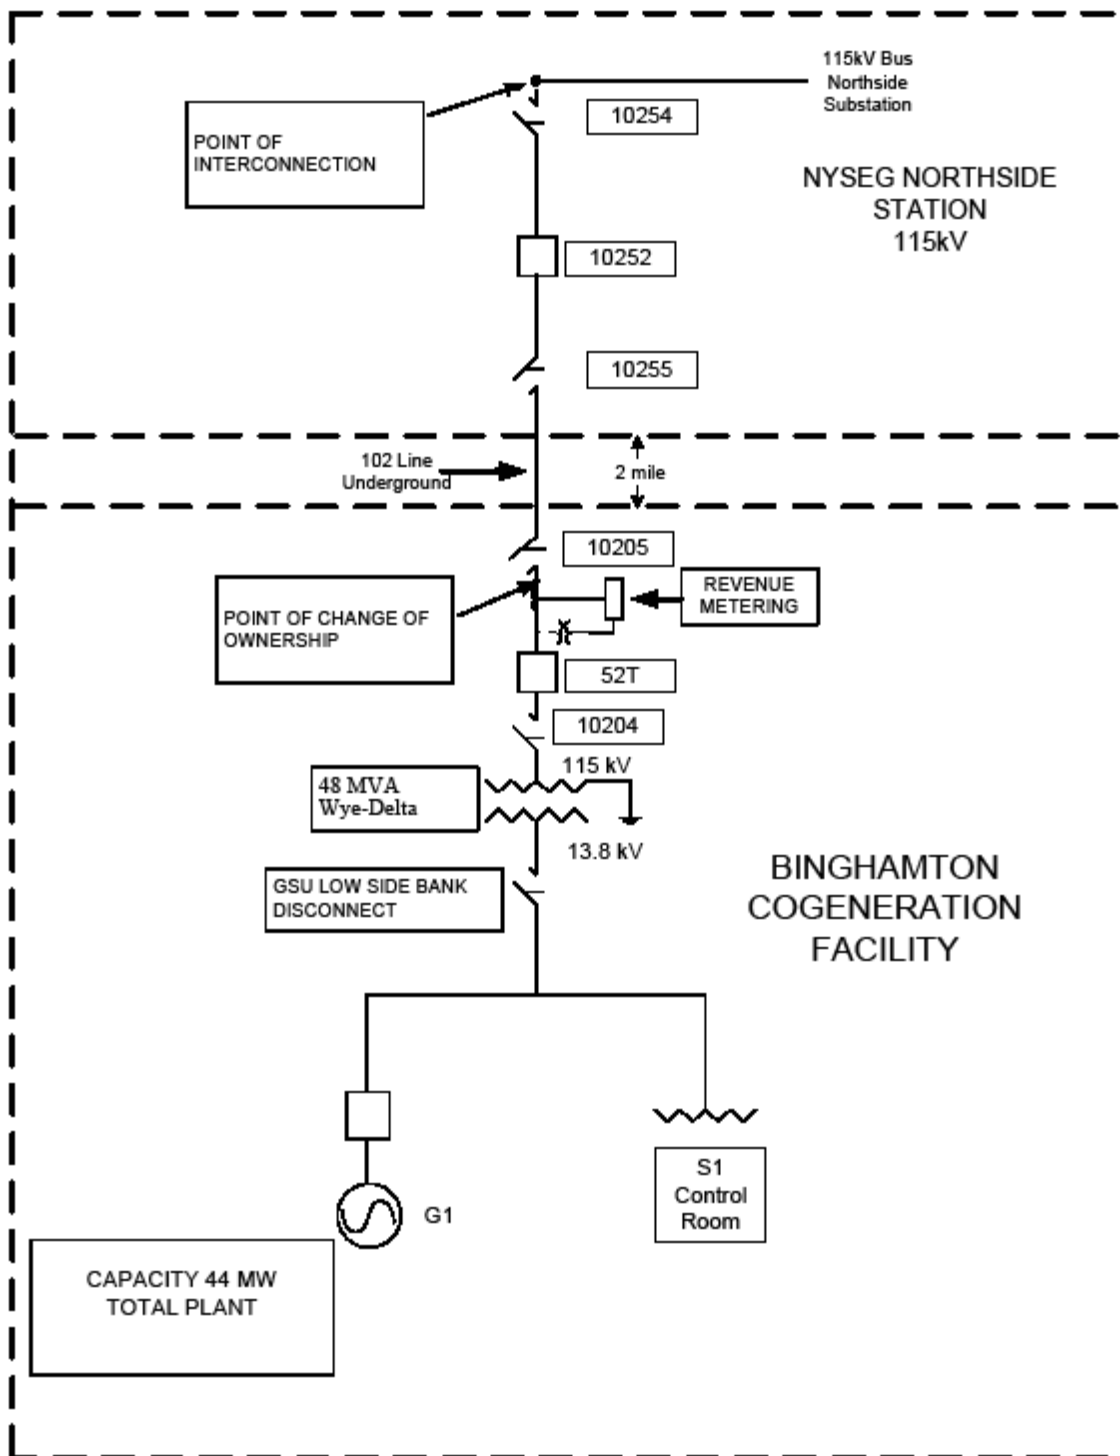 115kV Bus
Northside
Substation
10254
POINT OF
INTERCONNECTION
NYSEG NORTHSIDE
STATION
115kV
10252
10255
102 Line
Underground
2 mile
10205
REVENUE
METERING
POINT OF CHANGE OF
OWNERSHIP
52T
10204
115 kV
48 MVA
Wye-Delta
13.8 kV
GSU LOW SIDE BANK
DISCONNECT
BINGHAMTON
COGENERATION
FACILITY
S1
Control
Room
G1
CAPACITY 44 MW
TOTAL PLANT